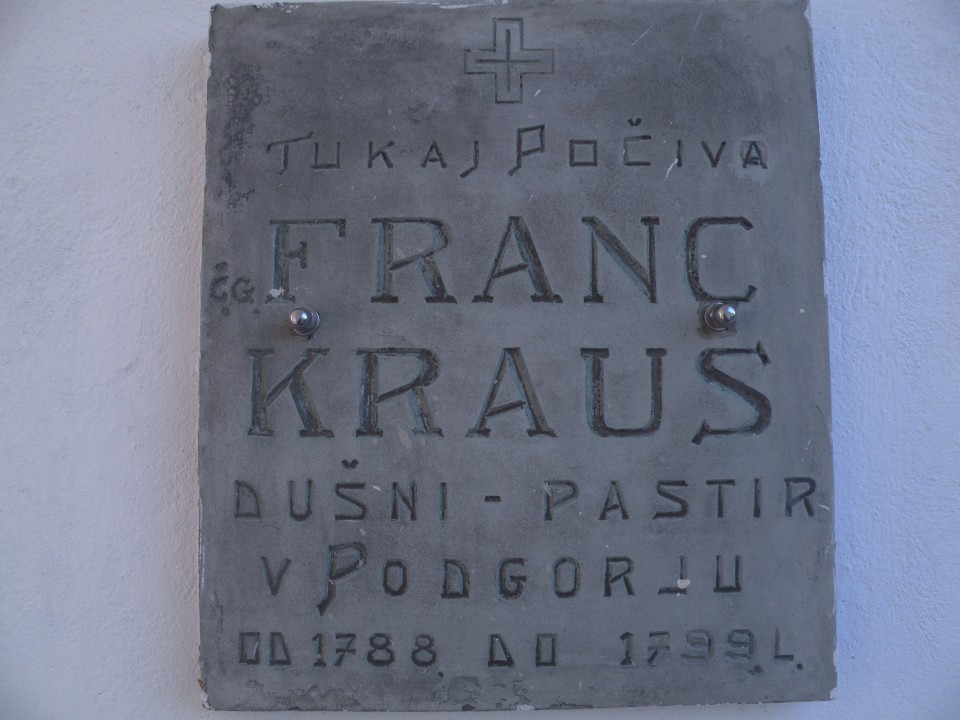 TUKAJ POČIVA
ČG. FRANC
KRAUS
DUŠNI - PASTIR
V PODGORJU
OD 1788. DO 1799. L.